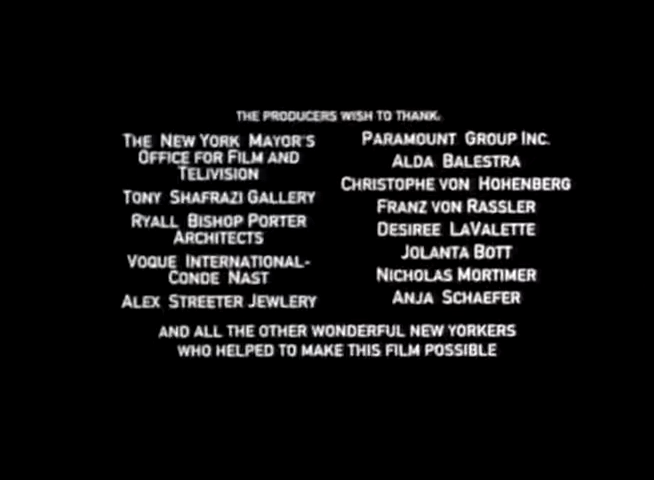 THE PRODUCERS WISH TO THANK.
THE NEW YORK MAYOR'S
OFFICE FOR FILM AND
TELIVISION
TONY SHAFRAZI GALLERY
RYALL BISHOP PORTER
ARCHITECTS
VOGUE INTERNATIONAL-
CONDE NAST
ALEX STREETER JEWLERY
PARAMOUNT GROUP INC.
ALDA BALESTRA
CHRISTOPHE VON HOHENBERG
FRANZ VON RASSLER
DESIREE LAVALETTE
JOLANTA BOTT
NICHOLAS MORTIMER
ANJA SCHAEFER
AND ALL THE OTHER WONDERFUL NEW YORKERS
WHO HELPED TO MAKE THIS FILM POSSIBLE